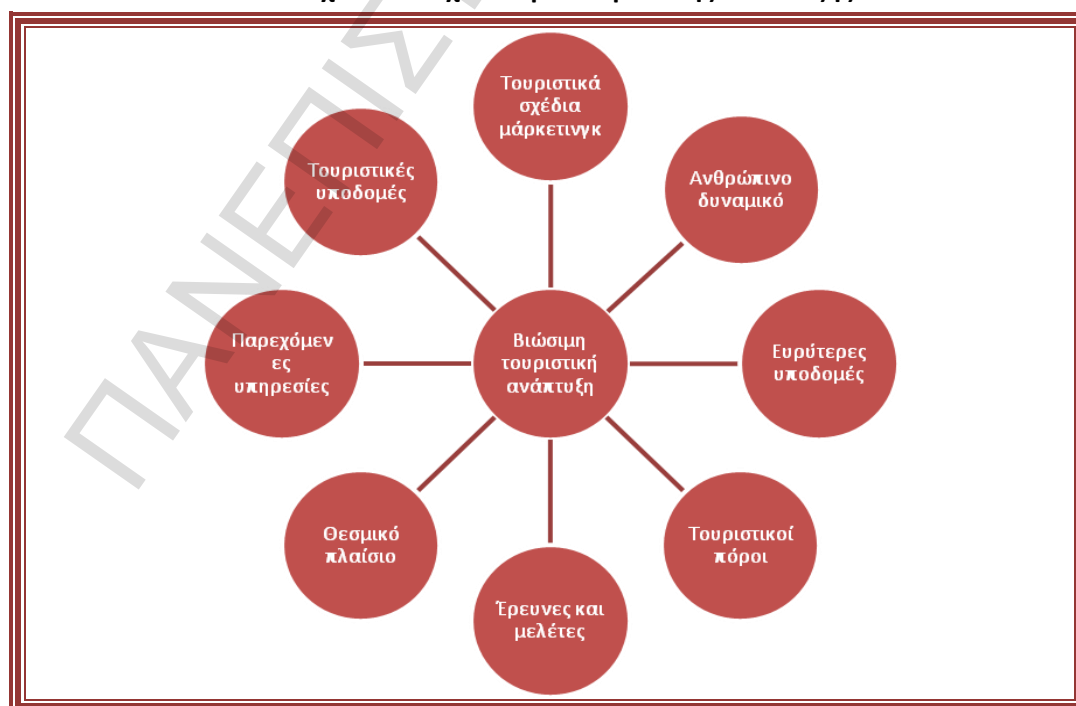 Τουριστικά
σχέδια
μάρκετινγκ
Ανθρώπινο
δυναμικό
Ευρύτερες
υποδομές
Τουριστικοί
πόροι
Έρευνες και
μελέτες
Θεσμικό
πλαίσιο
Παρεχόμεν
ες
υπηρεσίες
Τουριστικές
υποδομές
Βιώσιμη
τουριστική
ανάπτυξη
ΠΑΝΕΠΙΣ